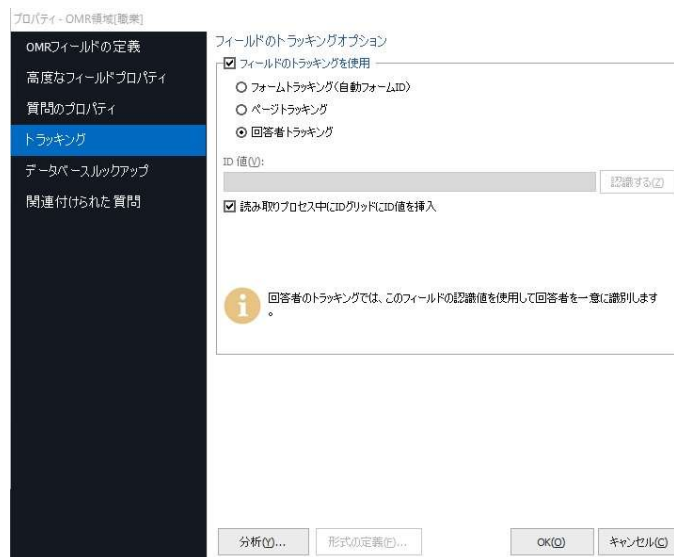 プロパティ - OMR領域[職業]
OMRフィールドの定義
高度なフィールドプロパティ
質問のプロパティ
トラッキング
データベースルックアップ
関連付けられた質問
フィールドのトラッキングオプション
フィールドのトラッキングを使用
フォームトラッキング(自動フォームID)
ページトラッキング
回答者トラッキング
ID 値(V):
認識する(Z)
読み取りプロセス中にIDグリッドにID値を挿入
回答者のトラッキングでは、このフィールドの認識値を使用して回答者を一意に識別します
。
分析(Y)...
形式の定義(F)...
OK(O)
キャンセル(C)